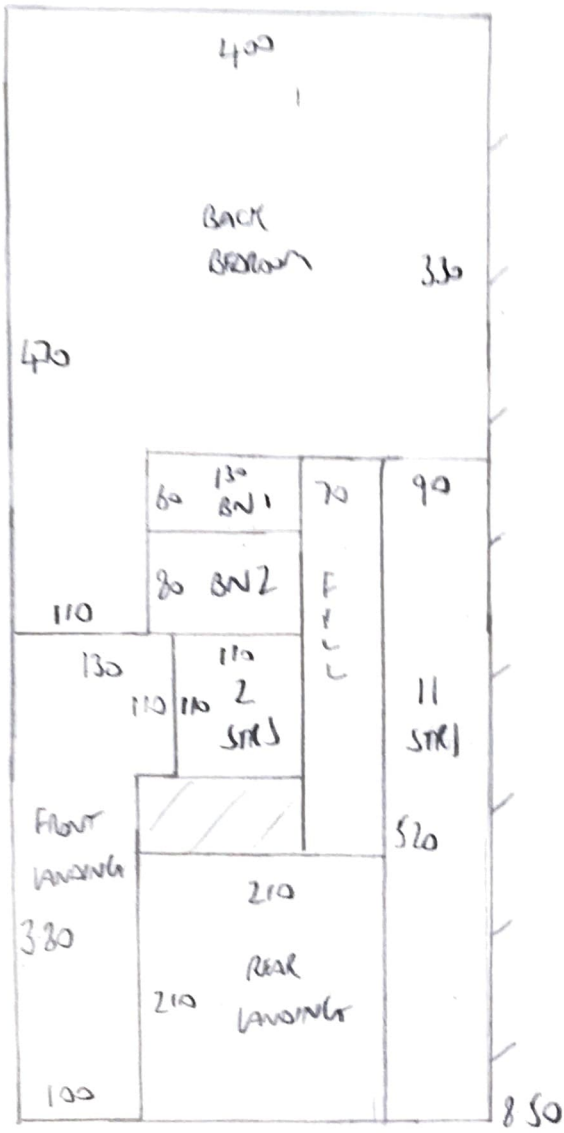 400
BACK
BEDROOM
330
470
130
60 BN1
70
90
80 BN2
FILL
110
130
110
110 110
2
STRS
11
STRS
FRONT
LANDING
520
210
380
REAR
210 LANDING
100
850